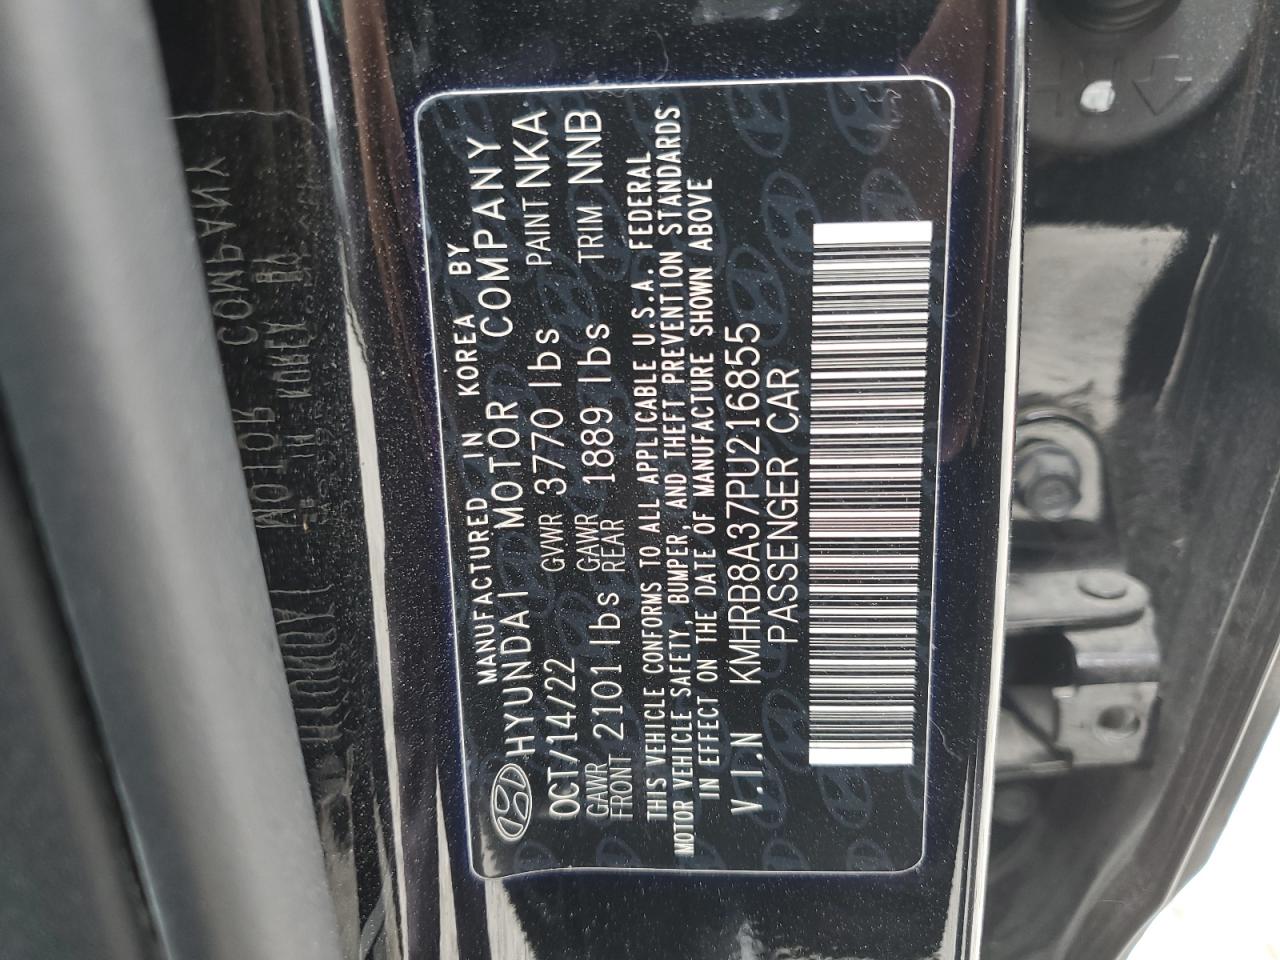 MANUFACTURED IN KOREA BY
HYUNDAI MOTOR COMPANY
OCT/14/22 GVWR 3770 lbs PAINT NKA
GAWR FRONT 2101 lbs GAWR REAR 1889 lbs TRIM NNB
THIS VEHICLE CONFORMS TO ALL APPLICABLE U.S.A. FEDERAL
MOTOR VEHICLE SAFETY, BUMPER, AND THEFT PREVENTION STANDARDS
IN EFFECT ON THE DATE OF MANUFACTURE SHOWN ABOVE
V.I.N KMHRB8A37PU216855
PASSENGER CAR